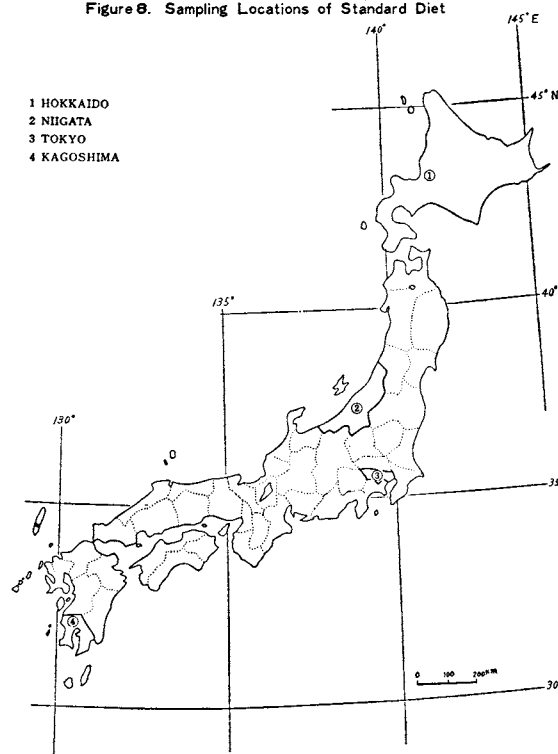 Figure 8. Sampling Locations of Standard Diet
145° E
140°
45° N
1 HOKKAIDO
2 NIIGATA
3 TOKYO
4 KAGOSHIMA
①
40°
135°
②
130°
③
35
④
0 100 200KM
30